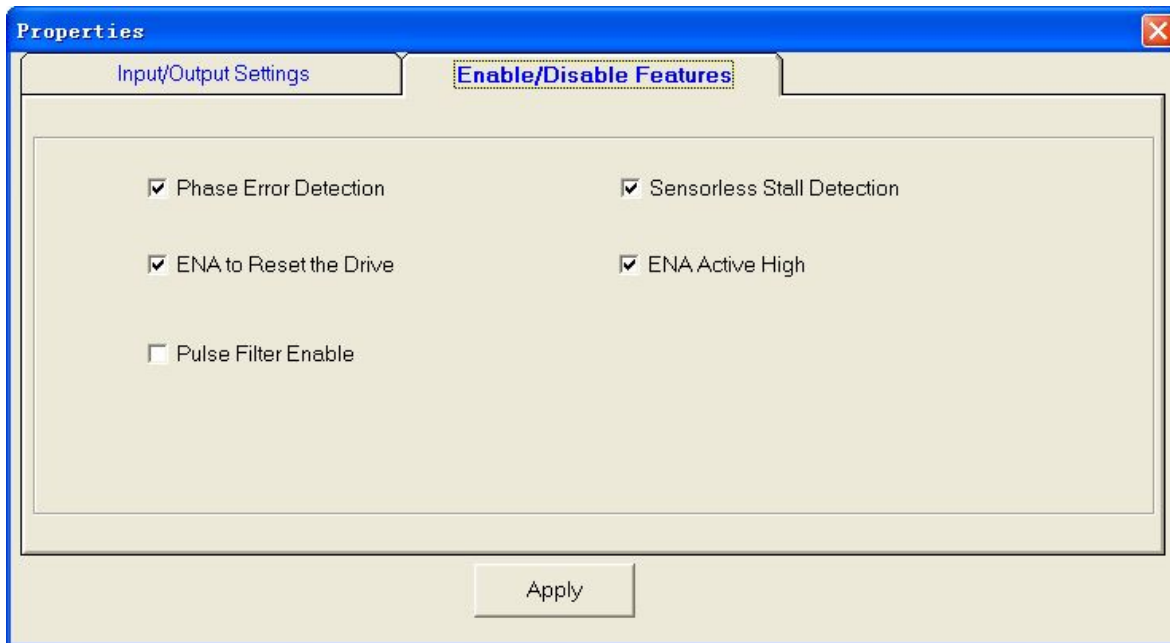 Properties
Input/Output Settings Enable/Disable Features
Phase Error Detection Sensorless Stall Detection
ENA to Reset the Drive ENA Active High
Pulse Filter Enable
Apply